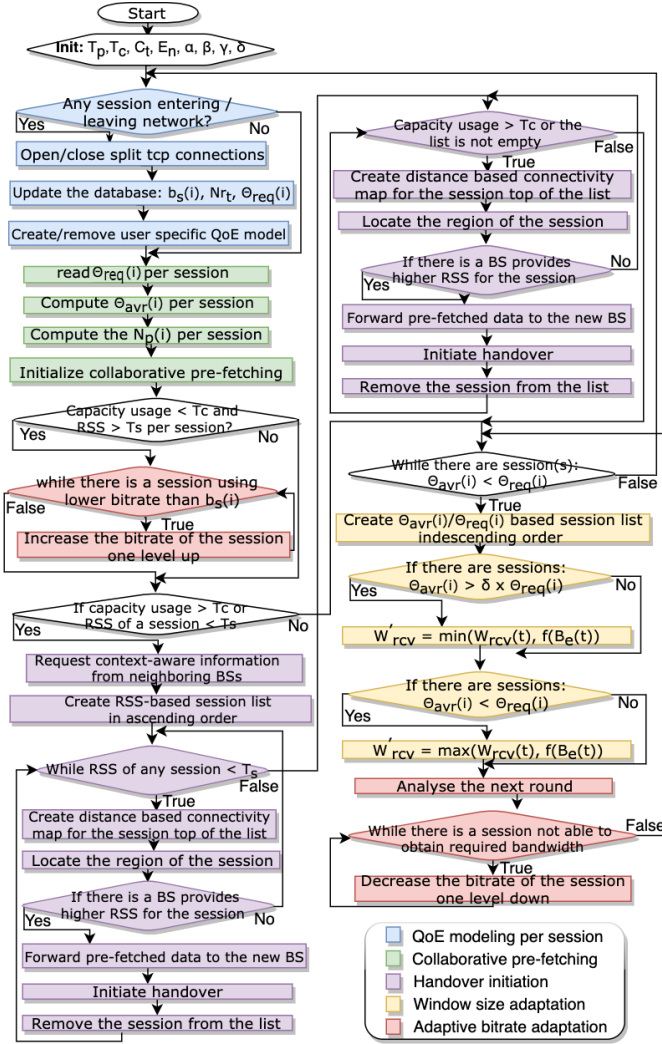 Start
Init: Tp,Tc, Ct, En, α, β, γ, δ
Any session entering /
leaving network?
Yes
No
Open/close split tcp connections
Update the database: bs(i), Nrt, Θreq(i)
Create/remove user specific QoE model
readΘreq(i) per session
Compute Θavr(i) per session
Compute the Np(i) per session
Initialize collaborative pre-fetching
Capacity usage < Tc and
RSS > Ts per session?
Yes
No
while there is a session using
lower bitrate than bs(i)
False
True
Increase the bitrate of the session
one level up
If capacity usage > Tc or
RSS of a session < Ts
Yes
No
Request context-aware information
from neighboring BSs
Create RSS-based session list
in ascending order
While RSS of any session < Ts
False
True
Create distance based connectivity
map for the session top of the list
Locate the region of the session
If there is a BS provides
higher RSS for the session
Yes
No
Forward pre-fetched data to the new BS
Initiate handover
Remove the session from the list
Capacity usage > Tc or the
list is not empty
False
True
Create distance based connectivity
map for the session top of the list
Locate the region of the session
If there is a BS provides
higher RSS for the session
No
Yes
Forward pre-fetched data to the new BS
Initiate handover
Remove the session from the list
While there are session(s):
Θavr(i) < Θreq(i)
False
True
Create Θavr(i)/Θreq(i) based session list
indescending order
If there are sessions:
Θavr(i) > δ x Θreq(i)
No
Yes
W′rcv = min(Wrcv(t), f(Be(t))
If there are sessions:
Θavr(i) < Θreq(i)
No
Yes
W′rcv = max(Wrcv(t), f(Be(t))
Analyse the next round
While there is a session not able to
obtain required bandwidth
False
True
Decrease the bitrate of the session
one level down
QoE modeling per session
Collaborative pre-fetching
Handover initiation
Window size adaptation
Adaptive bitrate adaptation